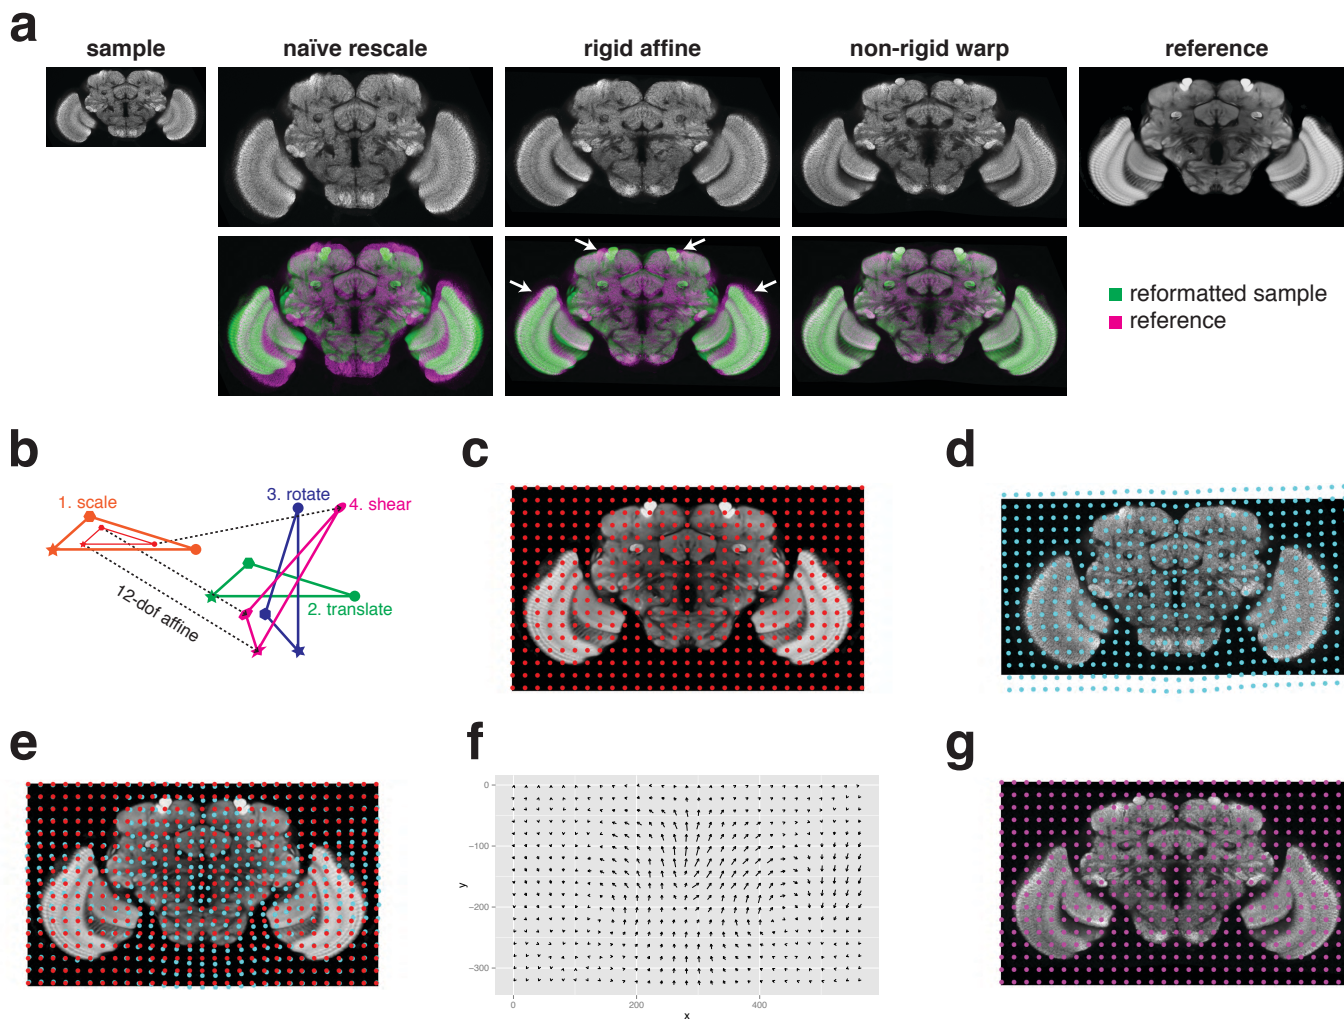 a
sample
naïve rescale
rigid affine
non-rigid warp
reference
reformatted sample
reference
b
1. scale
3. rotate
4. shear
2. translate
12-dof affine
c
d
e
f
0
−100
−200
−300
y
0
200
400
x
g